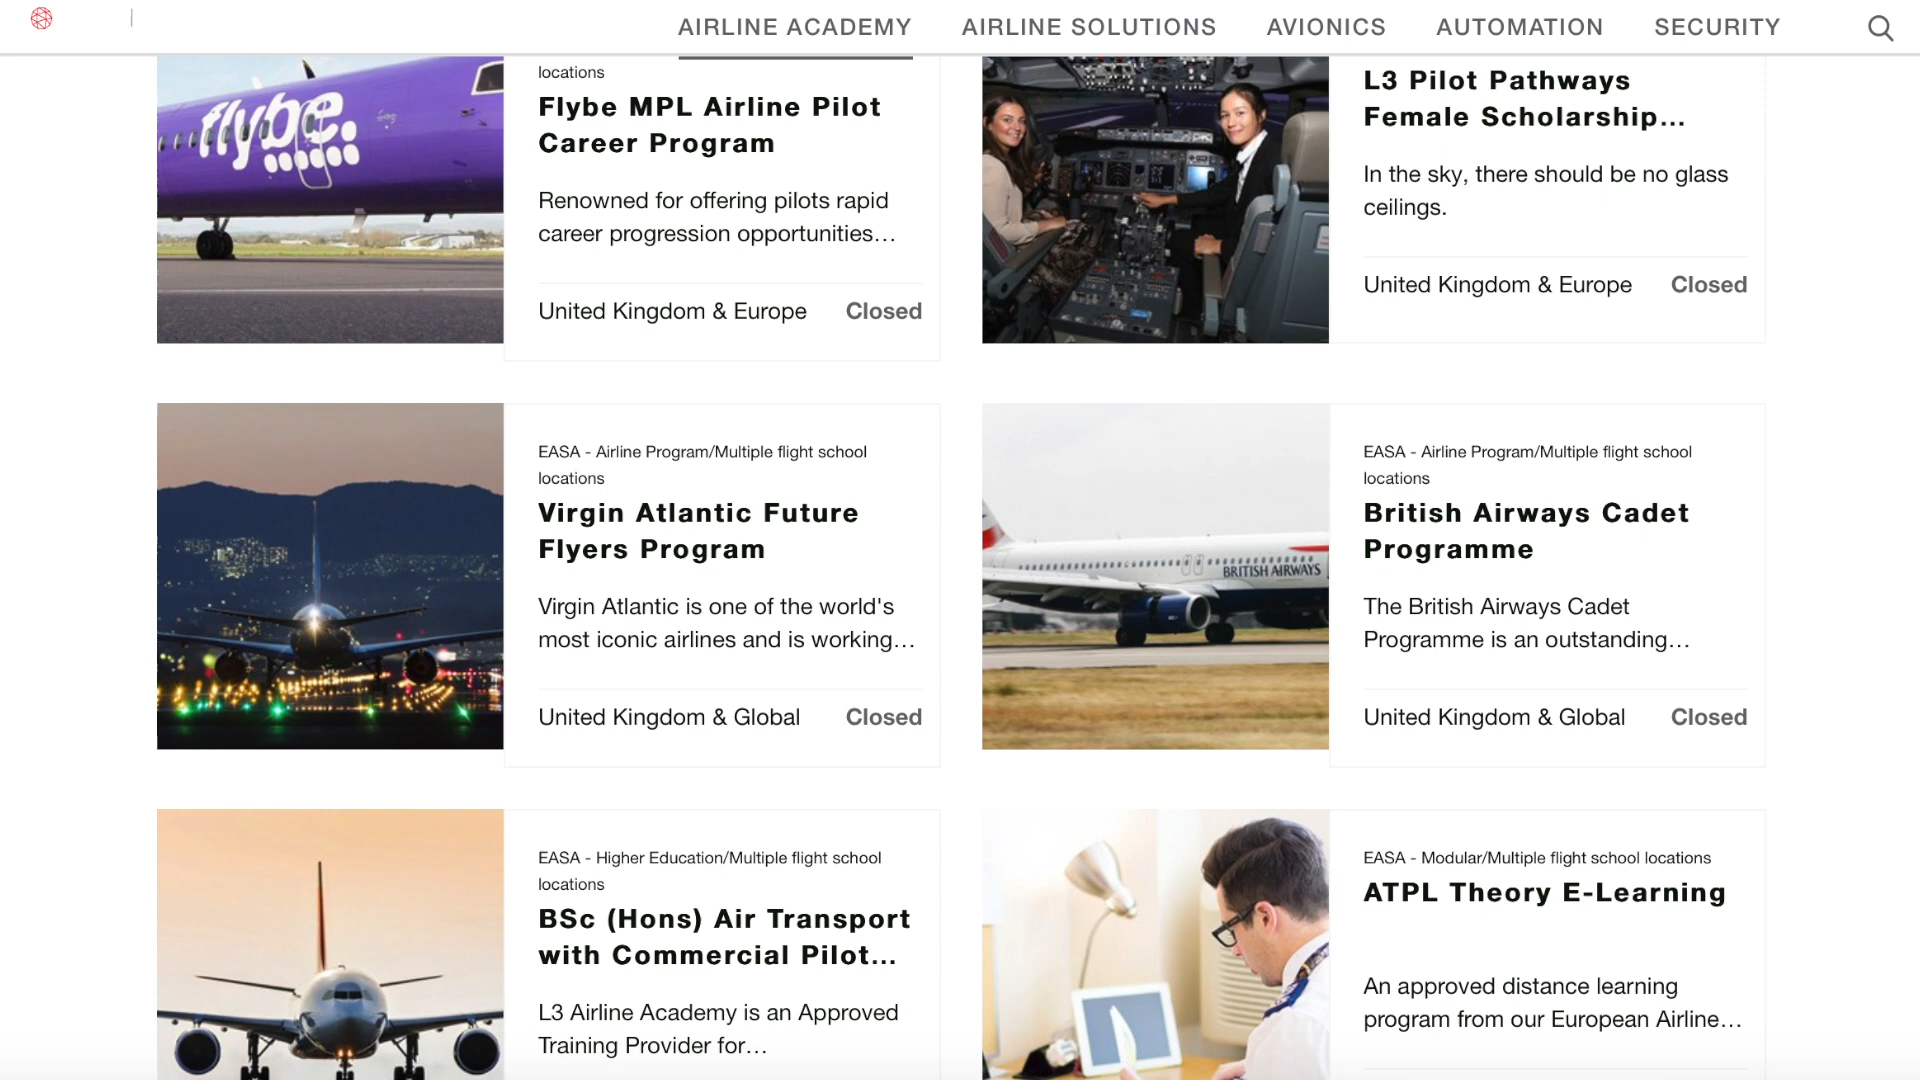 AIRLINE ACADEMY
AIRLINE SOLUTIONS
AVIONICS
AUTOMATION
SECURITY
flybe.
locations
Flybe MPL Airline Pilot
Career Program
Renowned for offering pilots rapid
career progression opportunities...
United Kingdom & Europe
Closed
L3 Pilot Pathways
Female Scholarship...
In the sky, there should be no glass
ceilings.
United Kingdom & Europe
Closed
EASA - Airline Program/Multiple flight school
locations
Virgin Atlantic Future
Flyers Program
Virgin Atlantic is one of the world's
most iconic airlines and is working...
United Kingdom & Global
Closed
BRITISH AIRWAYS
EASA - Airline Program/Multiple flight school
locations
British Airways Cadet
Programme
The British Airways Cadet
Programme is an outstanding...
United Kingdom & Global
Closed
EASA - Higher Education/Multiple flight school
locations
BSc (Hons) Air Transport
with Commercial Pilot...
L3 Airline Academy is an Approved
Training Provider for...
EASA - Modular/Multiple flight school locations
ATPL Theory E-Learning
An approved distance learning
program from our European Airline...